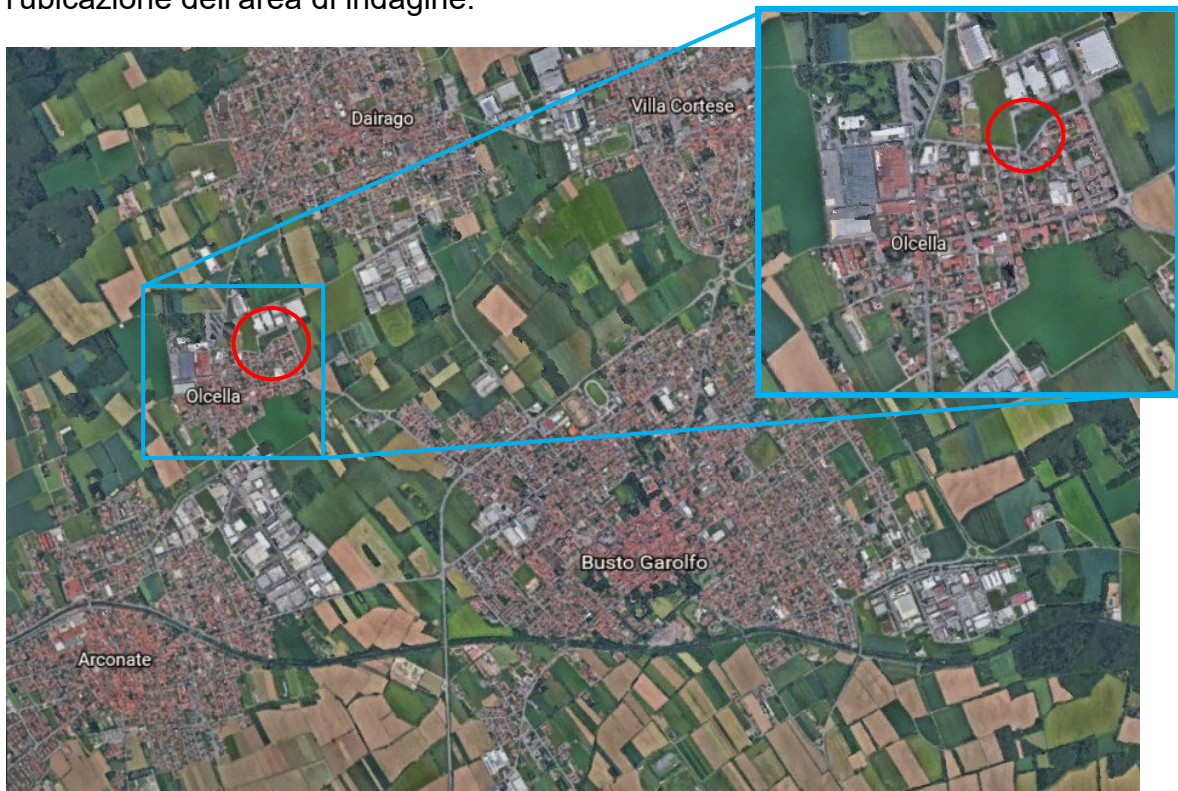 l'ubicazione dell'area di indagine.
Dairago
Villa Cortese
Olcella
Olcella
Busto Garolfo
Arconate